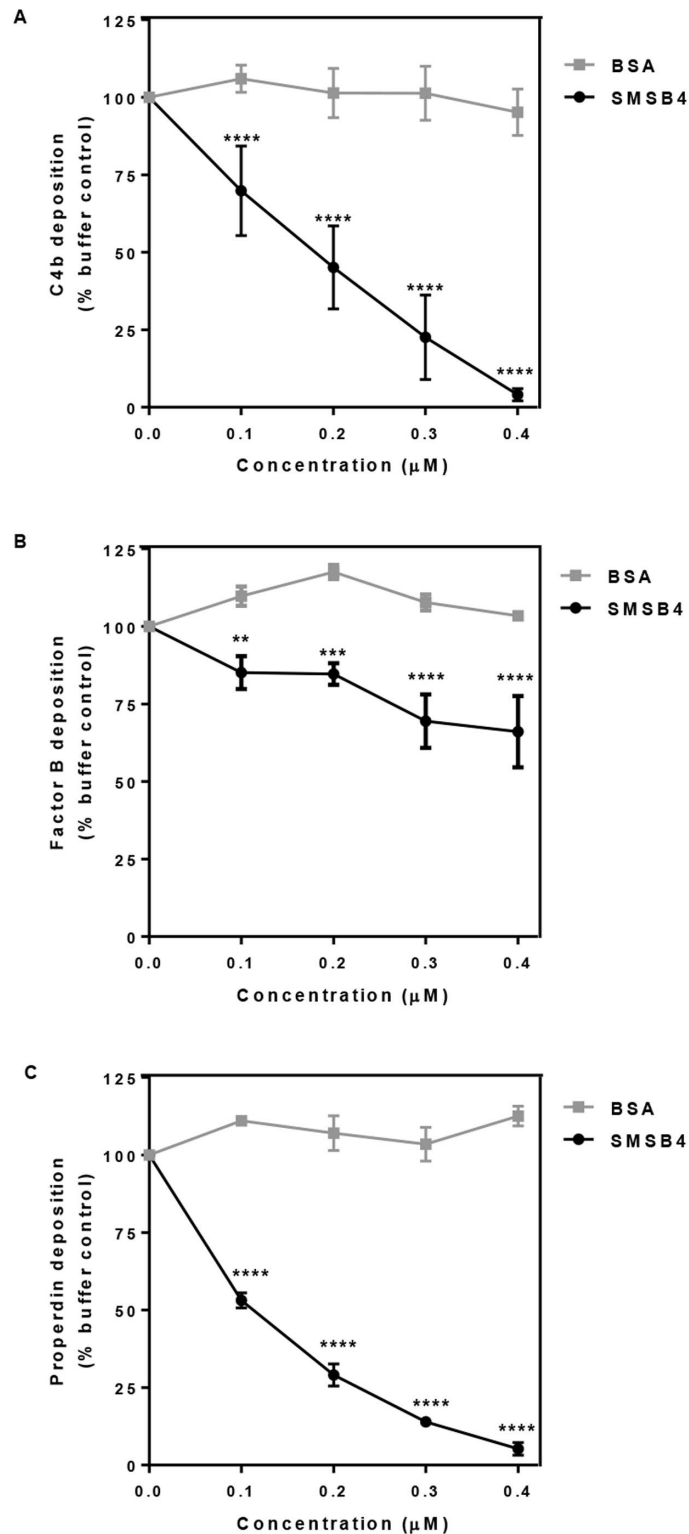 A
125
100
75
50
25
0
C4b deposition
(% buffer control)
****
****
****
****
0.0 0.1 0.2 0.3 0.4
Concentration (µM)
BSA
SMSB4
B
125
100
75
50
25
0
Factor B deposition
(% buffer control)
**
***
****
****
0.0 0.1 0.2 0.3 0.4
Concentration (µM)
BSA
SMSB4
C
125
100
75
50
25
0
Properdin deposition
(% buffer control)
****
****
****
****
0.0 0.1 0.2 0.3 0.4
Concentration (µM)
BSA
SMSB4